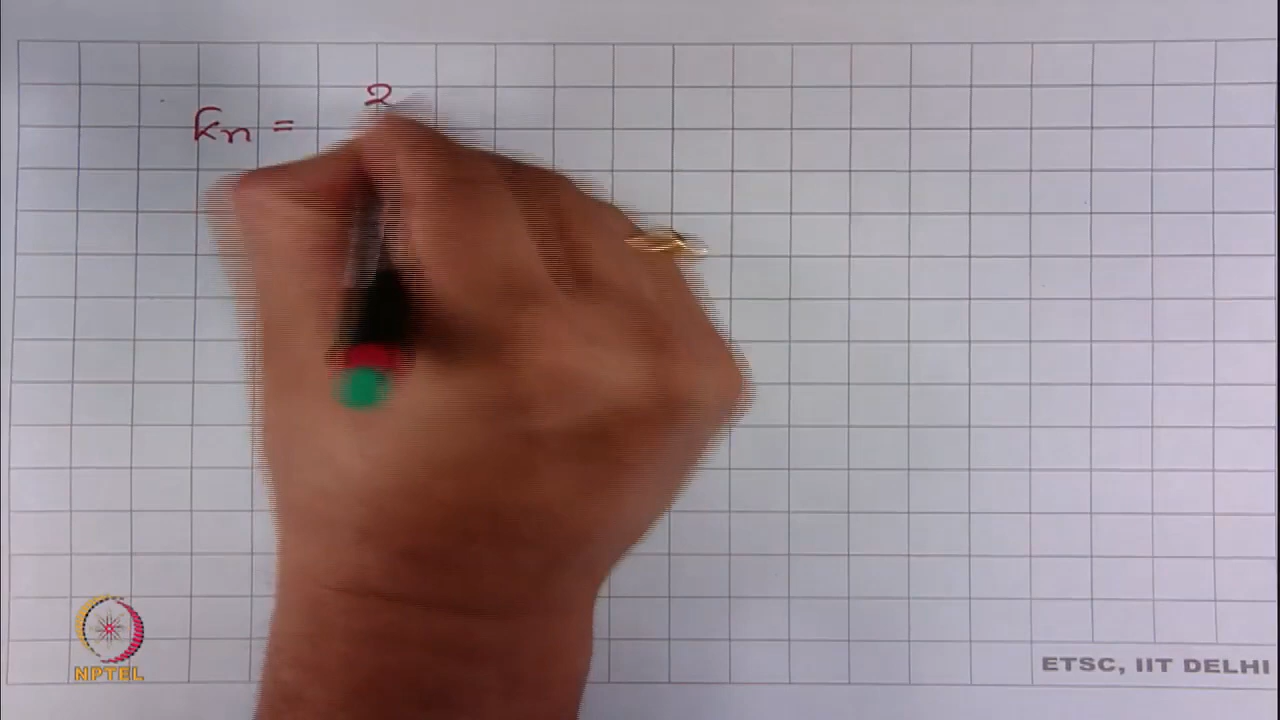 kn = 2
NPTEL
ETSC, IIT DELHI